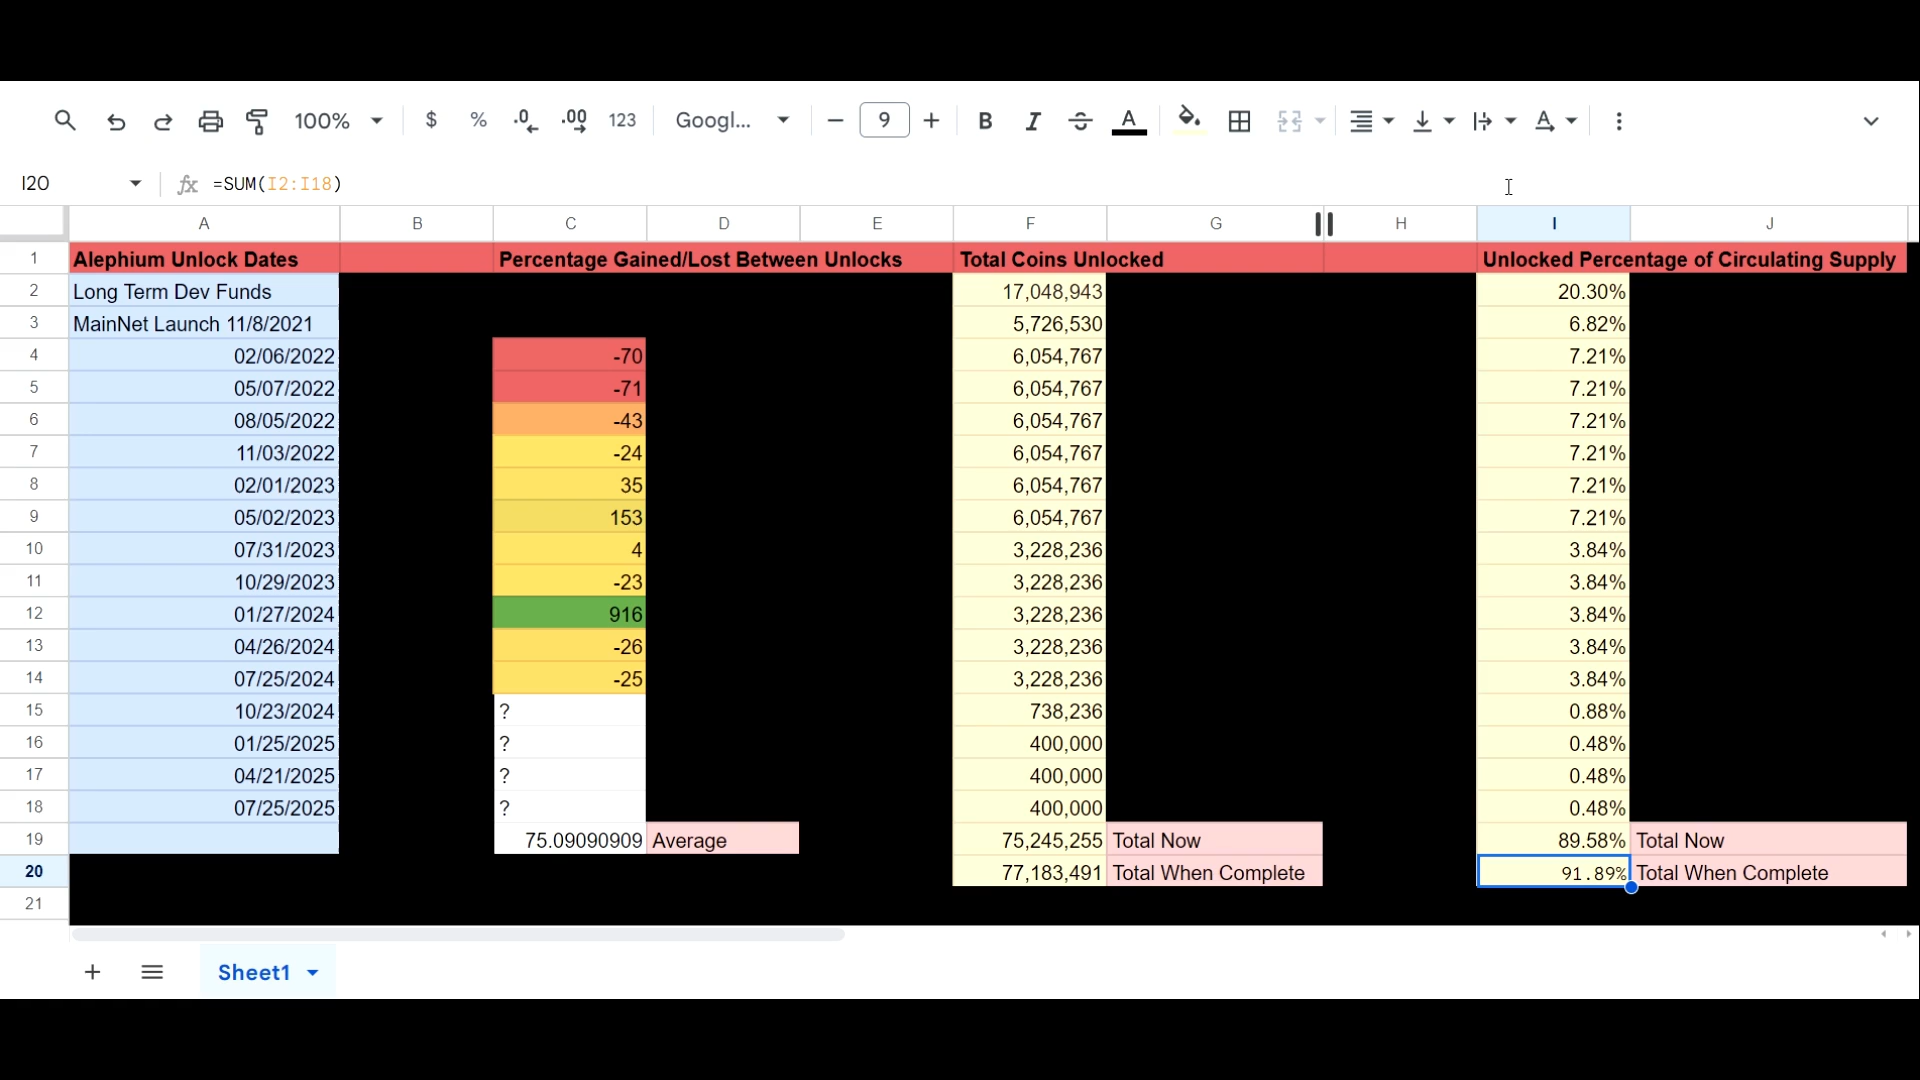 100% $ % .0 .00 123 Googl... 9 B I A
I20 fx =SUM(I2:I18)
A B C D E F G H I J
1 Alephium Unlock Dates Percentage Gained/Lost Between Unlocks Total Coins Unlocked Unlocked Percentage of Circulating Supply
2 Long Term Dev Funds 17,048,943 20.30%
3 MainNet Launch 11/8/2021 5,726,530 6.82%
4 02/06/2022 -70 6,054,767 7.21%
5 05/07/2022 -71 6,054,767 7.21%
6 08/05/2022 -43 6,054,767 7.21%
7 11/03/2022 -24 6,054,767 7.21%
8 02/01/2023 35 6,054,767 7.21%
9 05/02/2023 153 6,054,767 7.21%
10 07/31/2023 4 3,228,236 3.84%
11 10/29/2023 -23 3,228,236 3.84%
12 01/27/2024 916 3,228,236 3.84%
13 04/26/2024 -26 3,228,236 3.84%
14 07/25/2024 -25 3,228,236 3.84%
15 10/23/2024 ? 738,236 0.88%
16 01/25/2025 ? 400,000 0.48%
17 04/21/2025 ? 400,000 0.48%
18 07/25/2025 ? 400,000 0.48%
19 75.09090909 Average 75,245,255 Total Now 89.58% Total Now
20 77,183,491 Total When Complete 91.89% Total When Complete
21
Sheet1